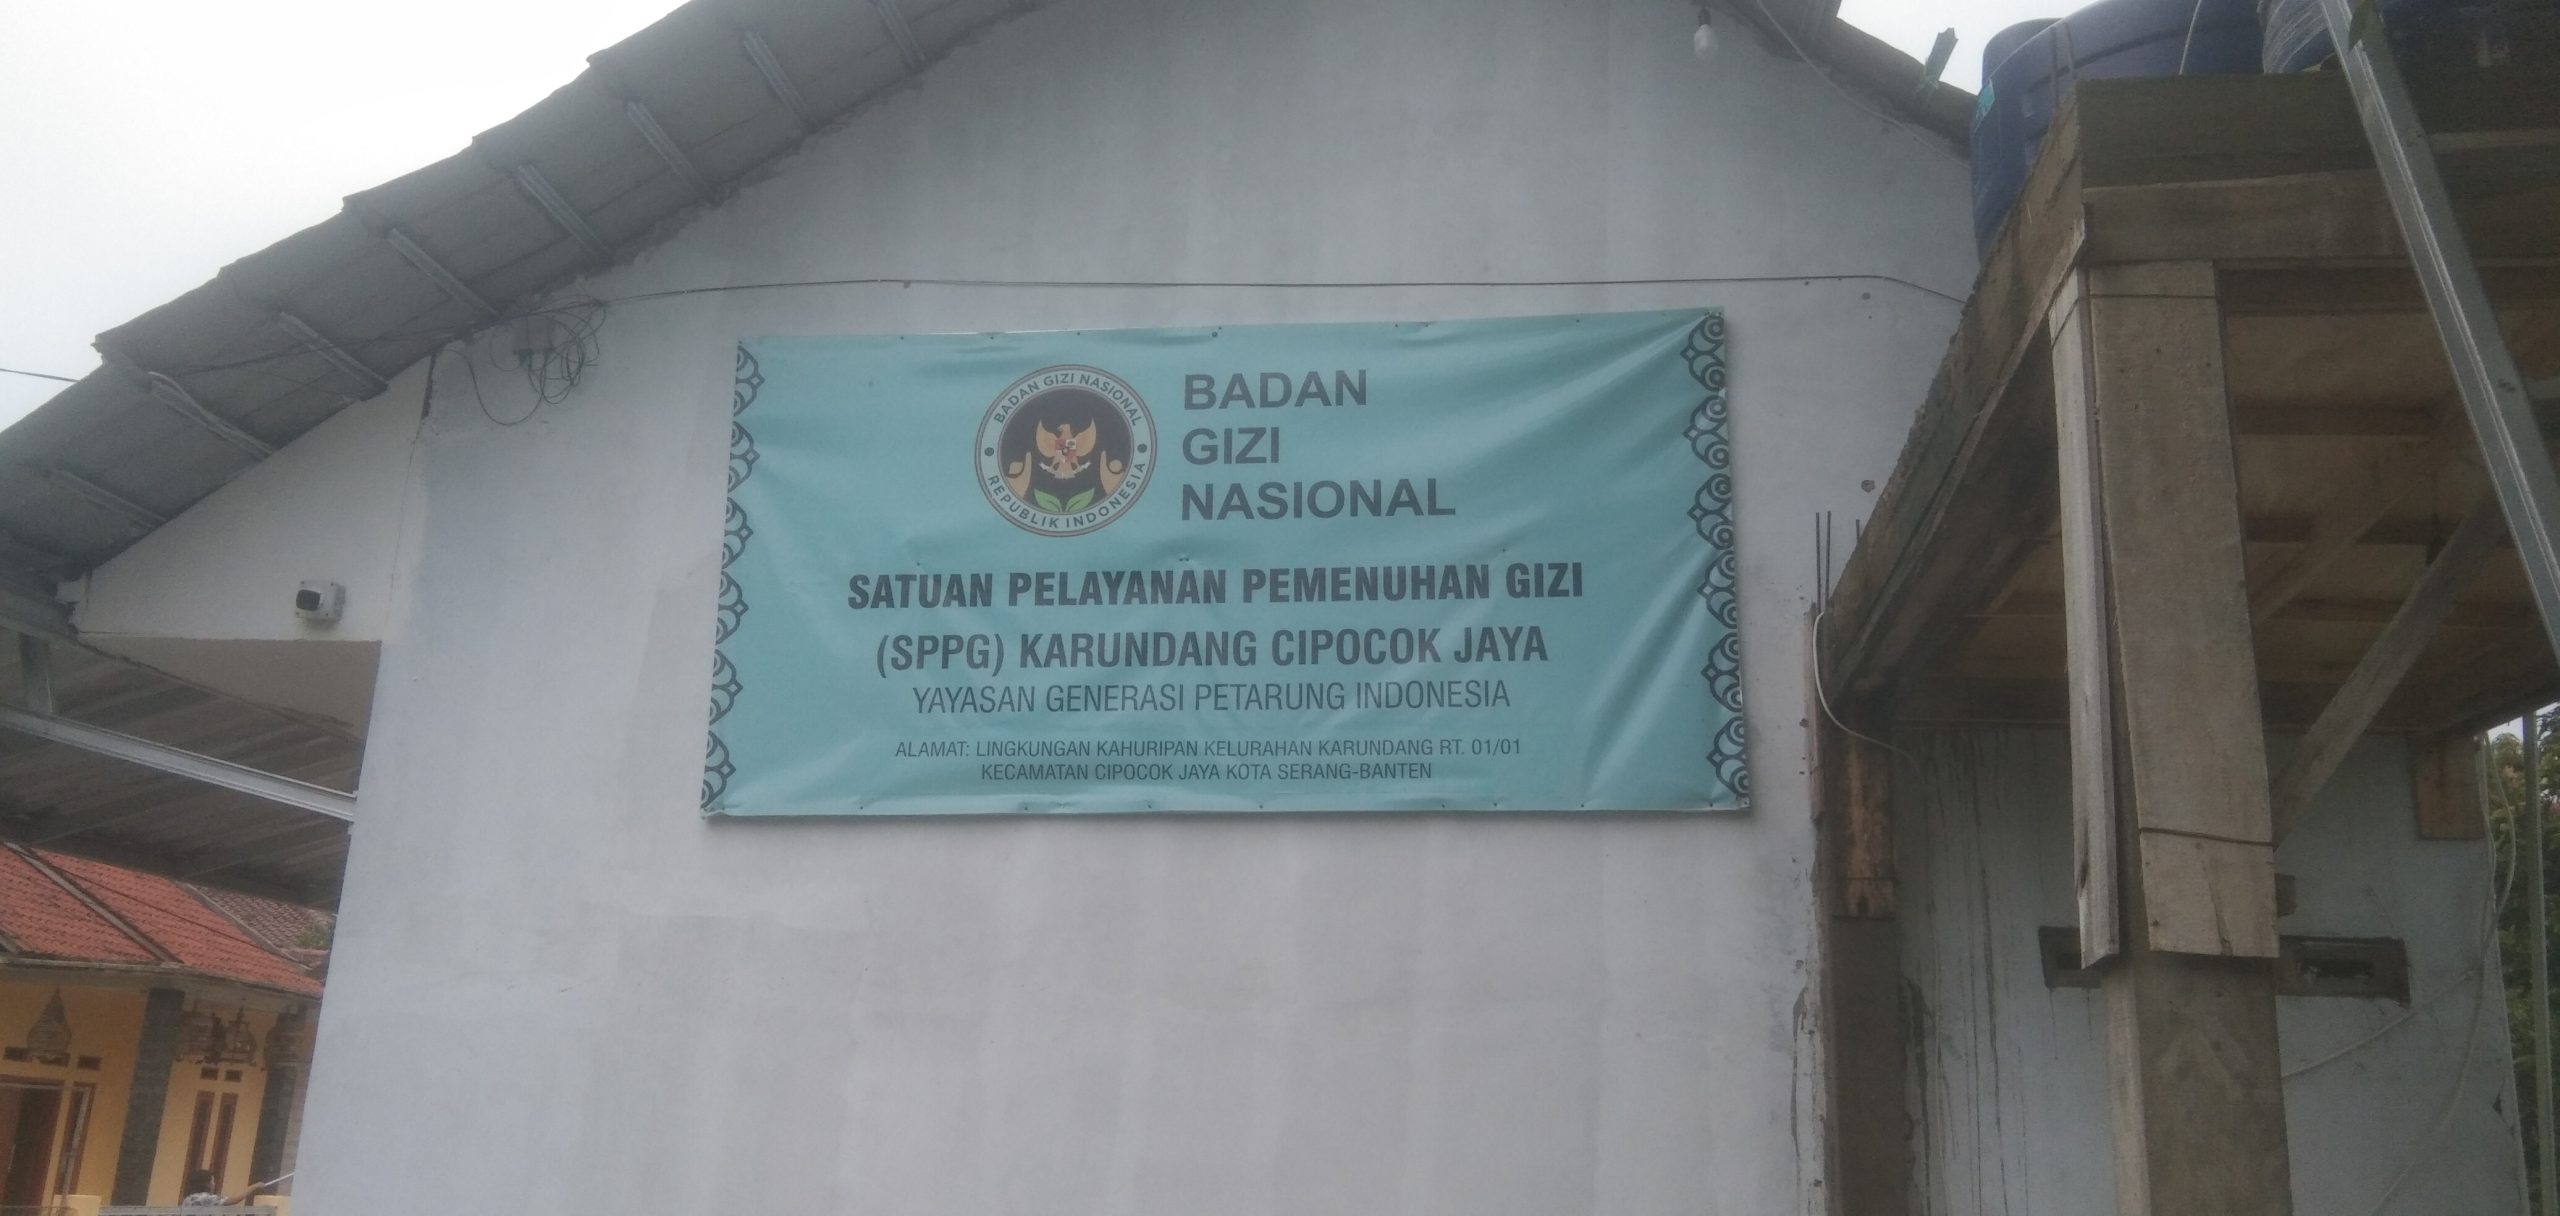 BADAN GIZI NASIONAL
REPUBLIK INDONESIA
BADAN
GIZI
NASIONAL
SATUAN PELAYANAN PEMENUHAN GIZI
(SPPG) KARUNDANG CIPOCOK JAYA
YAYASAN GENERASI PETARUNG INDONESIA
ALAMAT: LINGKUNGAN KAHURIPAN KELURAHAN KARUNDANG RT. 01/01
KECAMATAN CIPOCOK JAYA KOTA SERANG-BANTEN